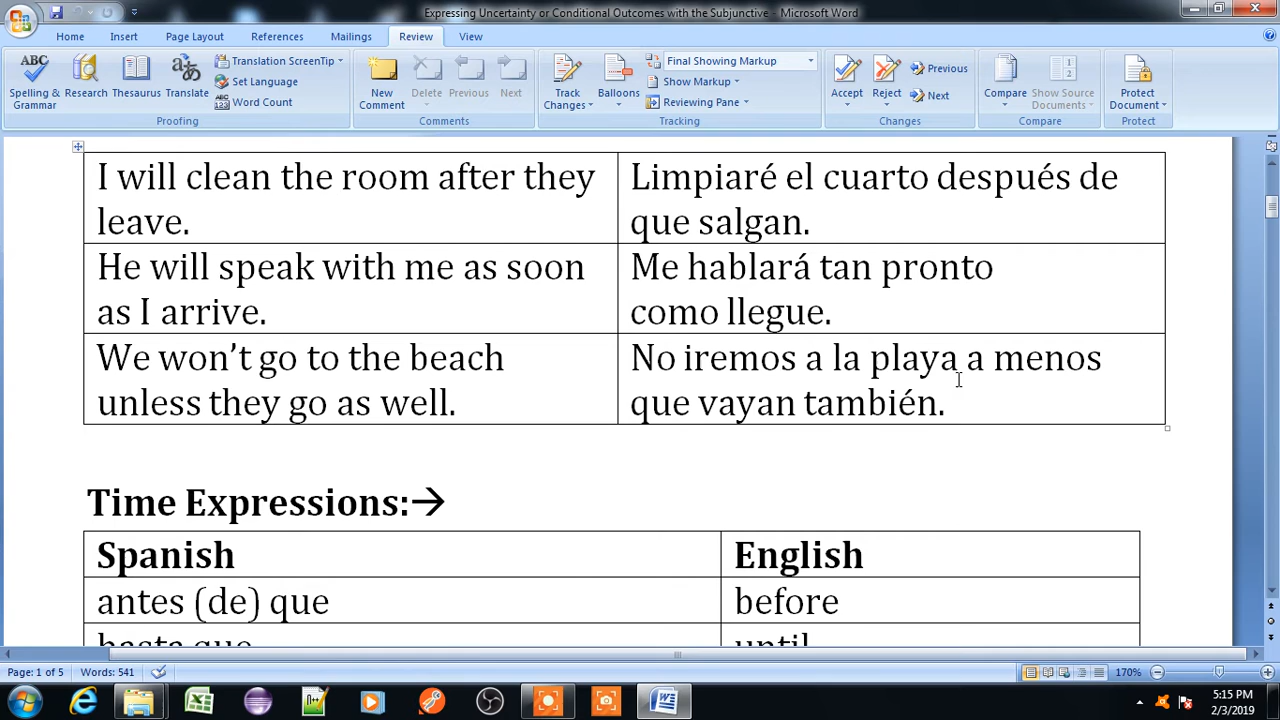 Expressing Uncertainty or Conditional Outcomes with the Subjunctive - Microsoft Word
Home Insert Page Layout References Mailings Review View
ABC Spelling & Grammar
Research
Thesaurus
Translate
Translation ScreenTip
Set Language
ABC 123 Word Count
Proofing
New Comment
Delete
Previous
Next
Comments
Track Changes
Balloons
Final Showing Markup
Show Markup
Reviewing Pane
Tracking
Accept
Reject
Previous
Next
Changes
Compare
Show Source Documents
Compare
Protect Document
Protect
I will clean the room after they
leave.
Limpiaré el cuarto después de
que salgan.
He will speak with me as soon
as I arrive.
Me hablará tan pronto
como llegue.
We won’t go to the beach
unless they go as well.
No iremos a la playa a menos
que vayan también.
Time Expressions:→
Spanish English
antes (de) que before
hasta que until
Page: 1 of 5 Words: 541 170%
5:15 PM
2/3/2019